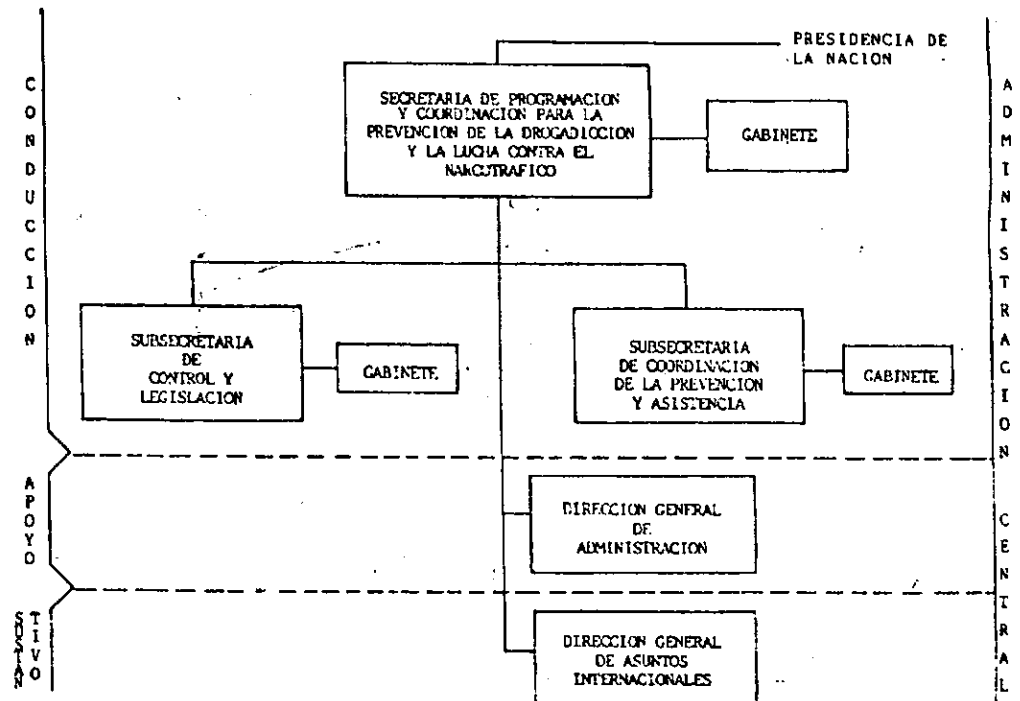 PRESIDENCIA DE
LA NACION
SECRETARIA DE PROGRAMACION
Y COORDINACION PARA LA
PREVENCION DE LA DROGADICCION
Y LA LUCHA CONTRA EL
NARCOTRAFICO
GABINETE
CONDUCCION
ADMINISTRACION CENTRAL
SUBSECRETARIA
DE
CONTROL Y
LEGISLACION
GABINETE
SUBSECRETARIA
DE COORDINACION
DE LA PREVENCION
Y ASISTENCIA
GABINETE
APOYO
DIRECCION GENERAL
DE
ADMINISTRACION
SUSTAN
TIVO
DIRECCION GENERAL
DE ASUNTOS
INTERNACIONALES